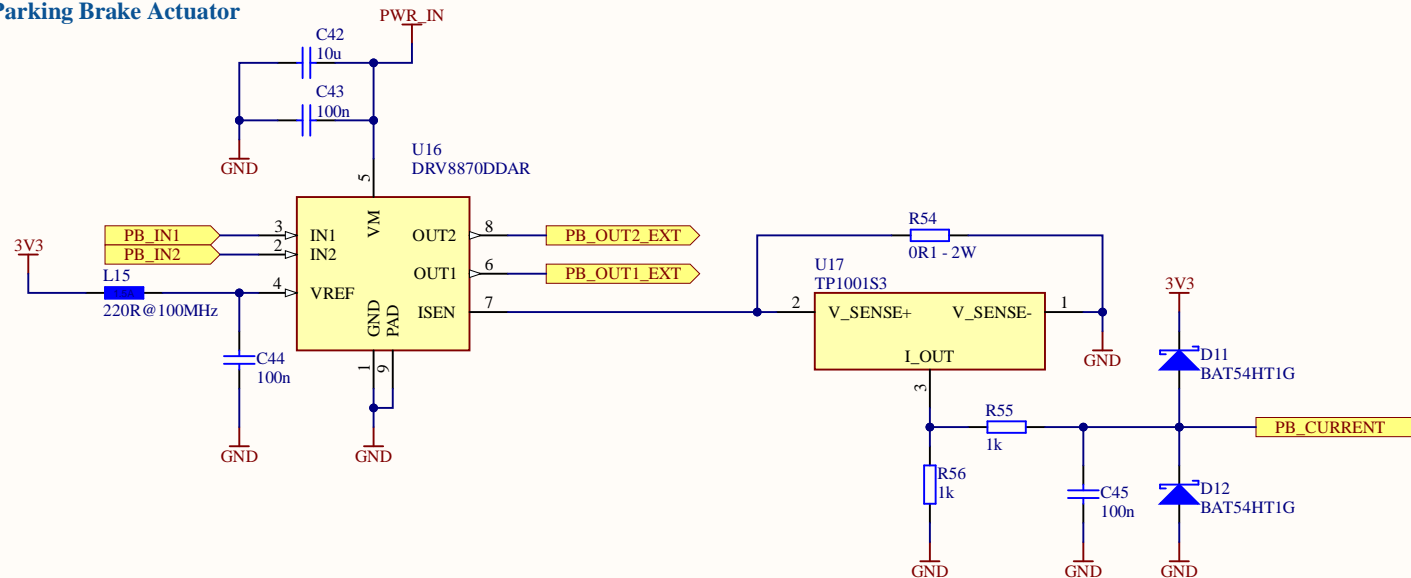 Parking Brake Actuator
PWR_IN
C42
10u
C43
100n
GND
U16
DRV8870DDAR
5
VM
PB_IN1
3
IN1
PB_IN2
2
IN2
OUT2
8
PB_OUT2_EXT
OUT1
6
PB_OUT1_EXT
3V3
L15
220R@100MHz
4
VREF
ISEN
7
GND
PAD
1
9
C44
100n
GND
GND
R54
0R1 - 2W
U17
TP1001S3
2
V_SENSE+
V_SENSE-
1
I_OUT
3
GND
3V3
D11
BAT54HT1G
R55
1k
PB_CURRENT
R56
1k
C45
100n
D12
BAT54HT1G
GND
GND
GND